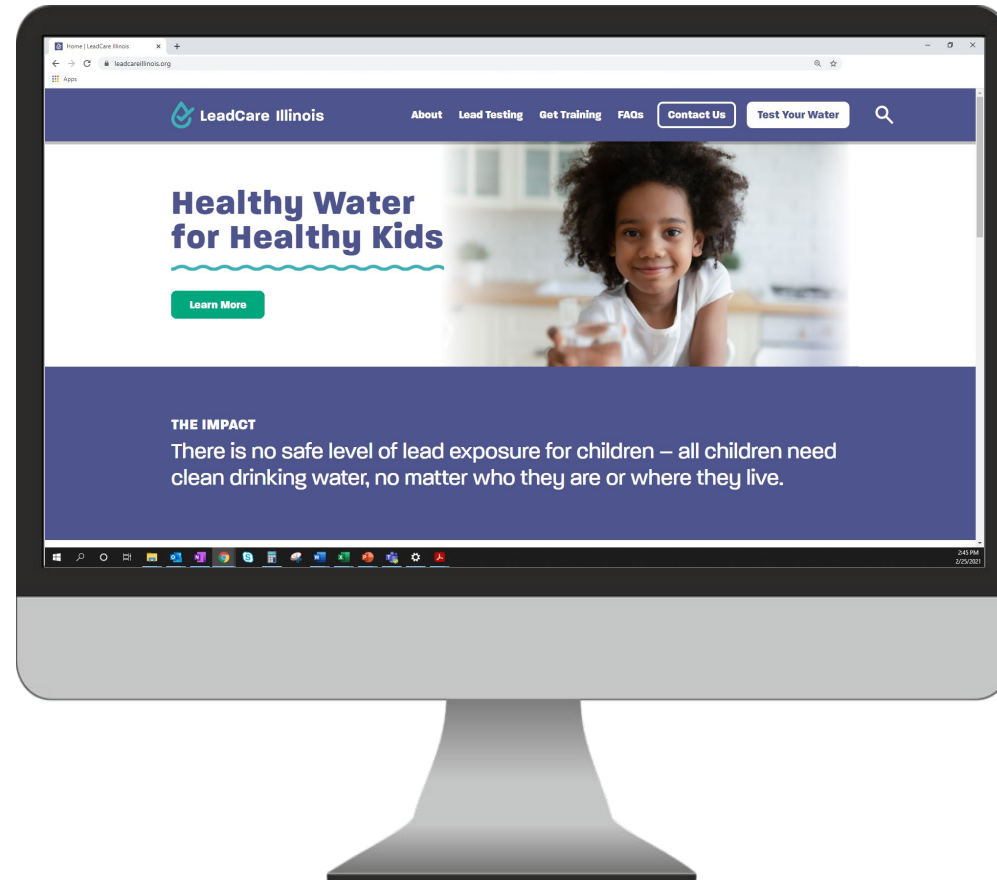 Home | LeadCare Illinois
leadcareillinois.org
Apps
LeadCare Illinois
About Lead Testing Get Training FAQs Contact Us Test Your Water
Healthy Water
for Healthy Kids
Learn More
THE IMPACT
There is no safe level of lead exposure for children – all children need
clean drinking water, no matter who they are or where they live.
2:45 PM
2/25/2021